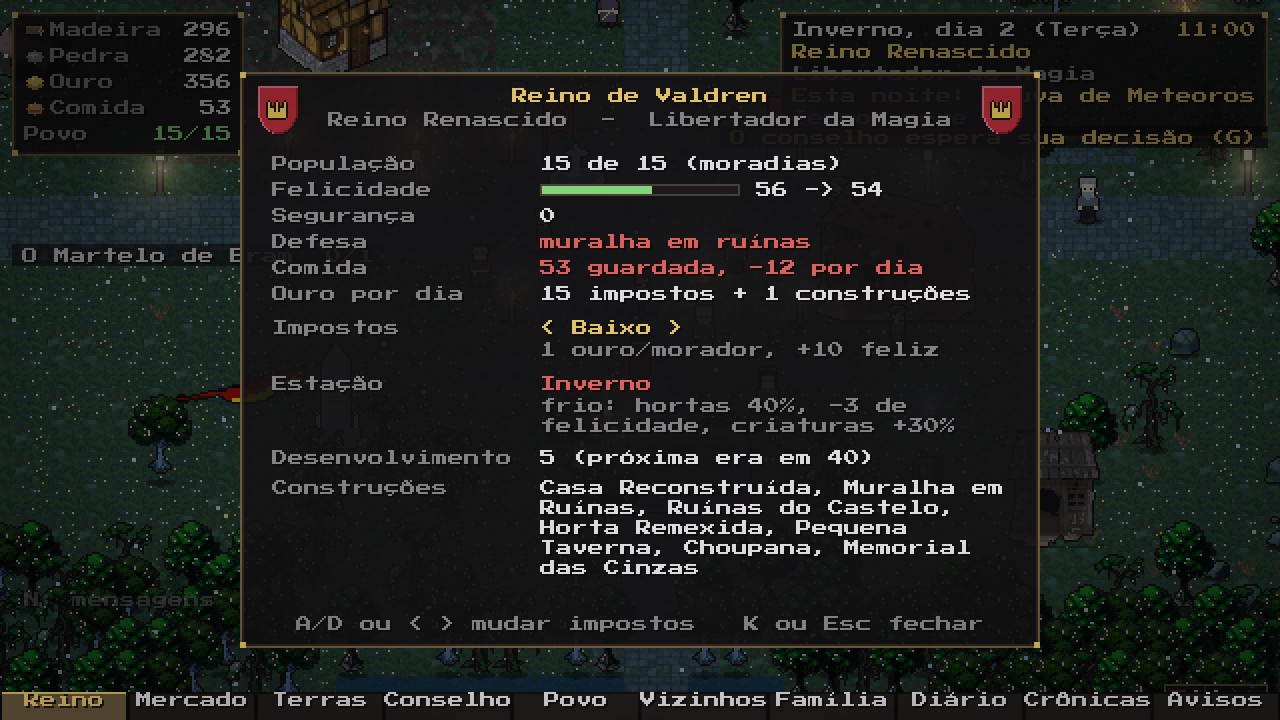 Madeira 296
Pedra 282
Ouro 356
Comida 53
Povo 15/15
Inverno, dia 2 (Terça) 11:00
Reino Renascido
Esta noite: uva de Meteoros
O conselho espera sua decisão (G)
Reino de Valdren
Reino Renascido - Libertador da Magia
População 15 de 15 (moradias)
Felicidade 56 -> 54
Segurança 0
Defesa muralha em ruínas
Comida 53 guardada, -12 por dia
Ouro por dia 15 impostos + 1 construções
Impostos < Baixo >
1 ouro/morador, +10 feliz
Estação Inverno
frio: hortas 40%, -3 de
felicidade, criaturas +30%
Desenvolvimento 5 (próxima era em 40)
Construções Casa Reconstruída, Muralha em
Ruínas, Ruínas do Castelo,
Horta Remexida, Pequena
Taverna, Choupana, Memorial
das Cinzas
O Martelo de
mensagens
A/D ou < > mudar impostos K ou Esc fechar
Reino Mercado Terras Conselho Povo Vizinhos Família Diário Crônicas Avisos